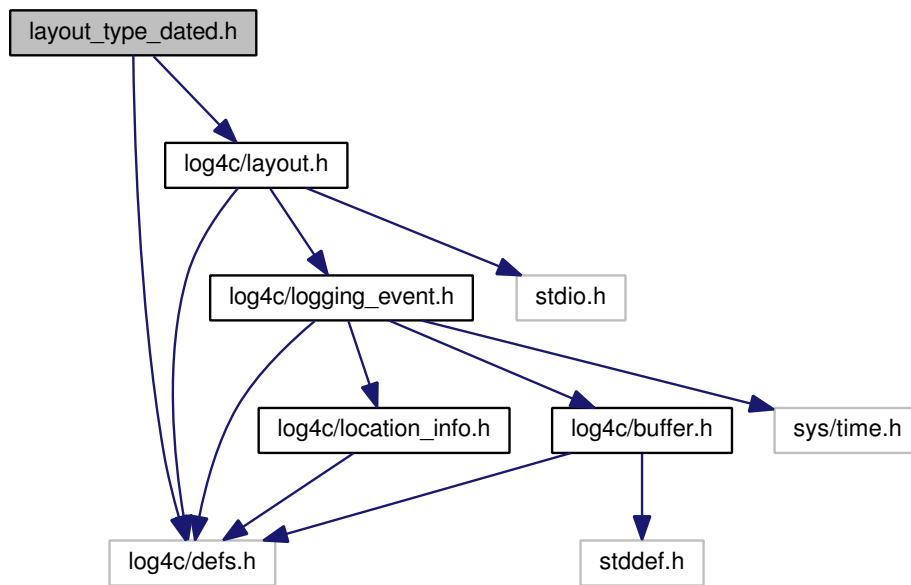 layout_type_dated.h
log4c/layout.h
log4c/logging_event.h
stdio.h
log4c/location_info.h
log4c/buffer.h
sys/time.h
log4c/defs.h
stddef.h